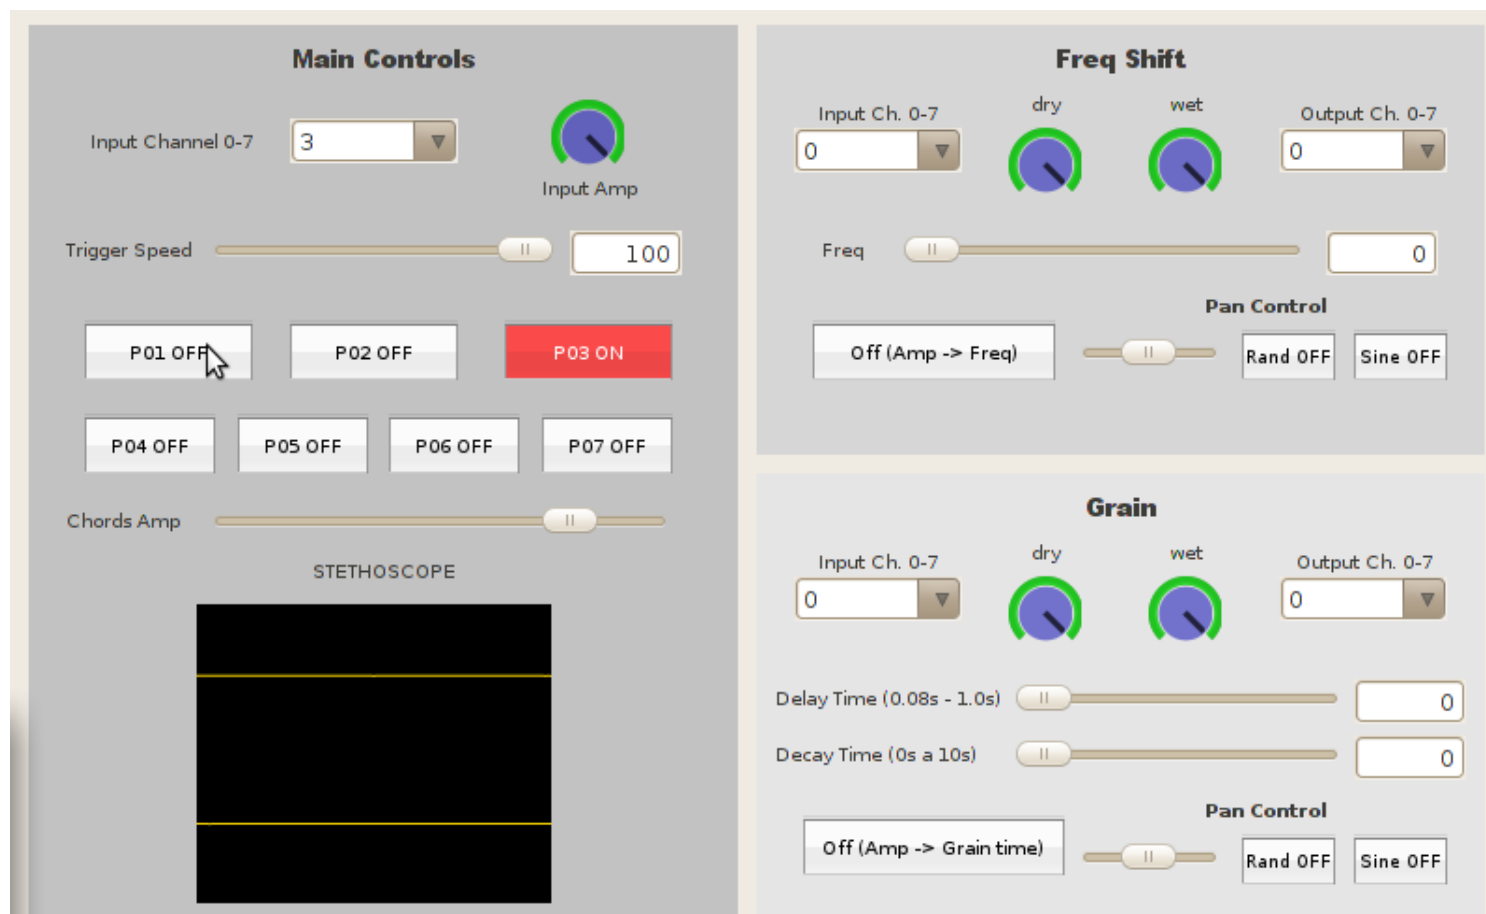 Main Controls
Input Channel 0-7
3
Input Amp
Trigger Speed
100
P01 OFF
P02 OFF
P03 ON
P04 OFF
P05 OFF
P06 OFF
P07 OFF
Chords Amp
STETHOSCOPE
Freq Shift
Input Ch. 0-7
dry
wet
Output Ch. 0-7
0
0
Freq
0
Pan Control
Off (Amp -> Freq)
Rand OFF
Sine OFF
Grain
Input Ch. 0-7
dry
wet
Output Ch. 0-7
0
0
Delay Time (0.08s - 1.0s)
0
Decay Time (0s a 10s)
0
Pan Control
Off (Amp -> Grain time)
Rand OFF
Sine OFF